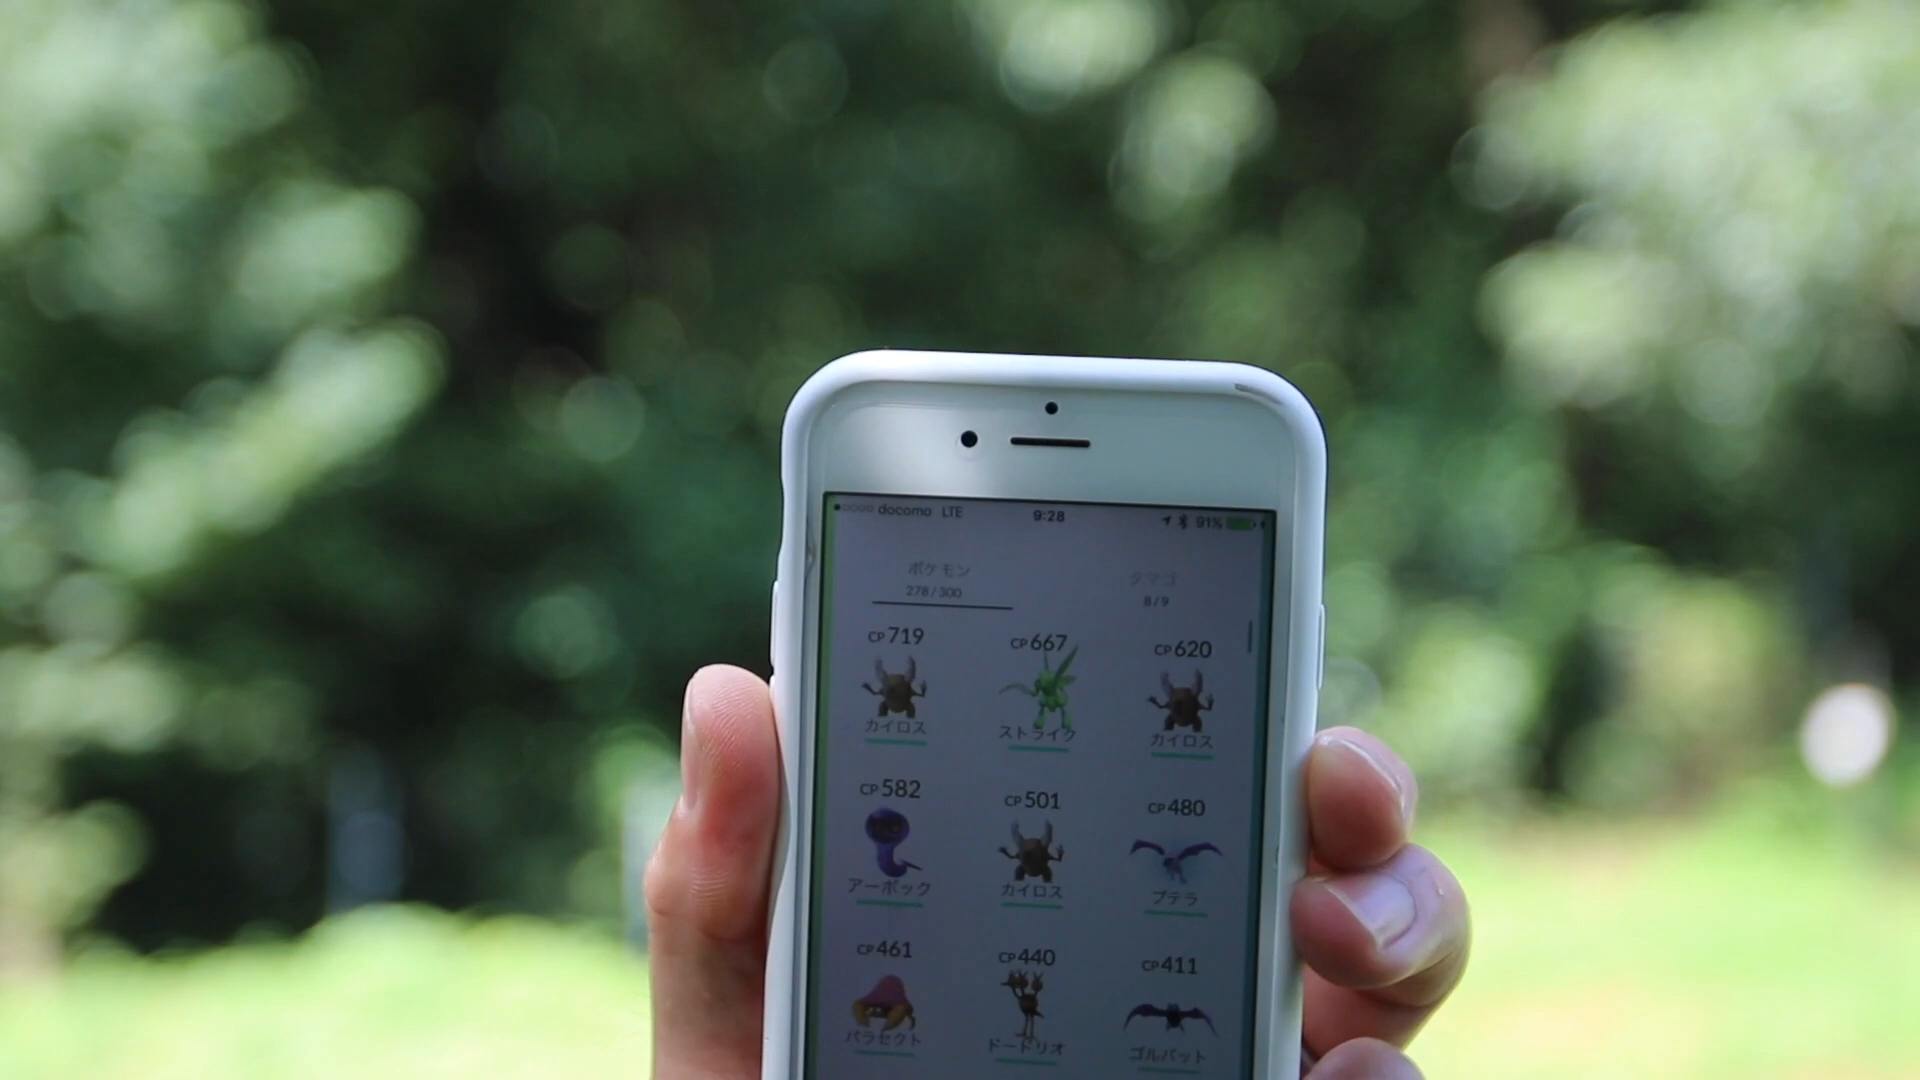 docomo LTE 9:28 91%
ポケモン タマゴ
278/300 8/9
CP719 CP667 CP620
カイロス ストライク カイロス
CP582 CP501 CP480
アーボック カイロス プテラ
CP461 CP440 CP411
パラセクト ドードリオ ゴルバット